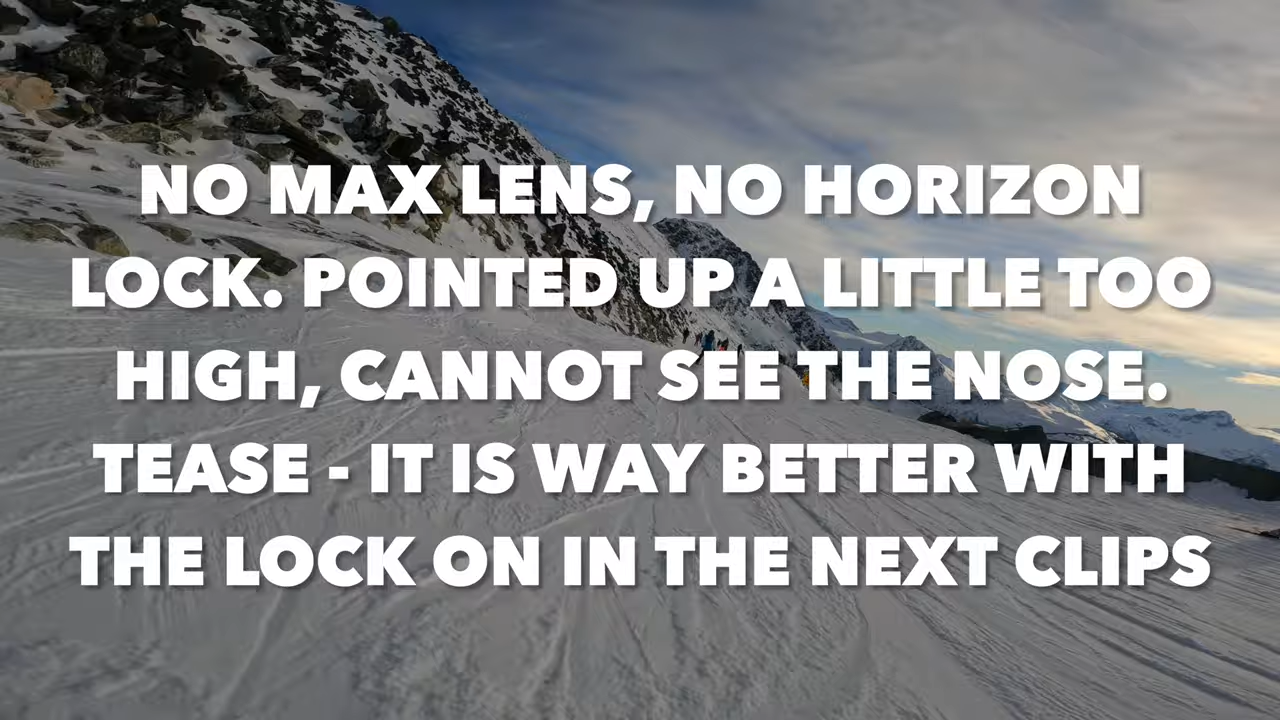 NO MAX LENS, NO HORIZON
LOCK. POINTED UP A LITTLE TOO
HIGH, CANNOT SEE THE NOSE.
TEASE - IT IS WAY BETTER WITH
THE LOCK ON IN THE NEXT CLIPS